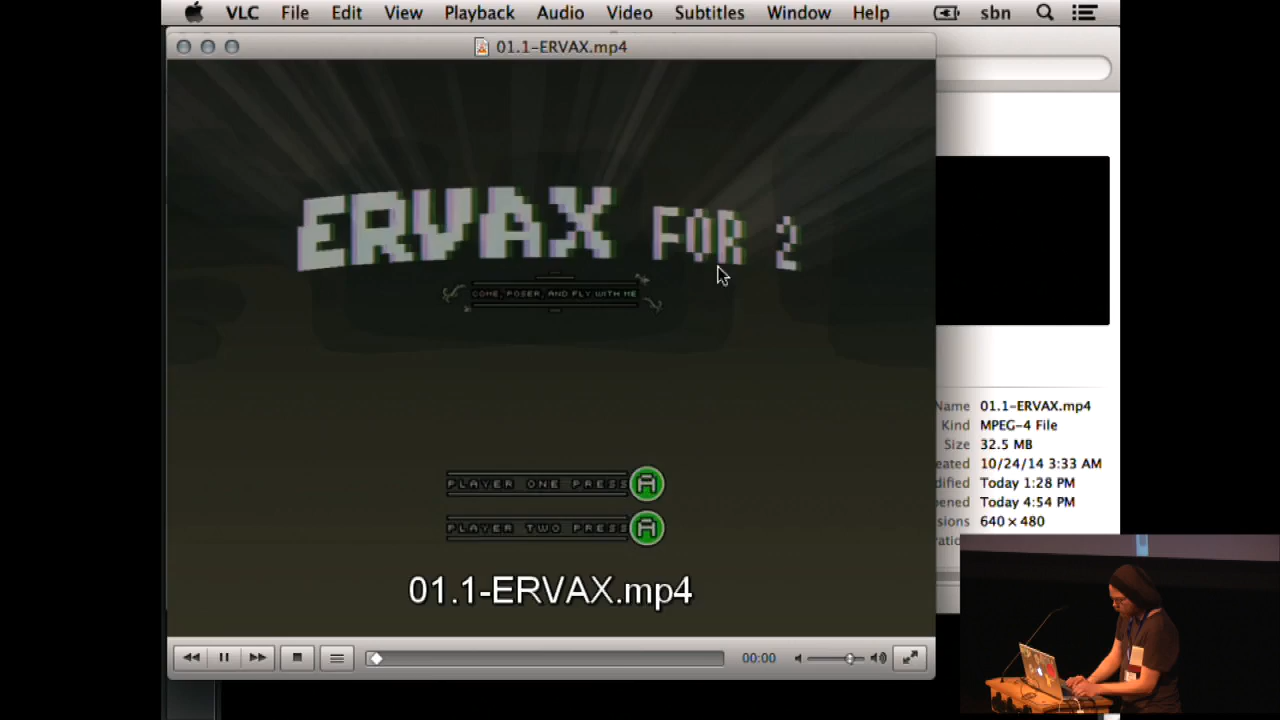 VLC File Edit View Playback Audio Video Subtitles Window Help sbn
01.1-ERVAX.mp4
ERVAX FOR 2
COME, POSER, AND FLY WITH ME
PLAYER ONE PRESS A
PLAYER TWO PRESS A
01.1-ERVAX.mp4
00:00
Name 01.1-ERVAX.mp4
Kind MPEG-4 File
Size 32.5 MB
eated 10/24/14 3:33 AM
dified Today 1:28 PM
pened Today 4:54 PM
sions 640 × 480